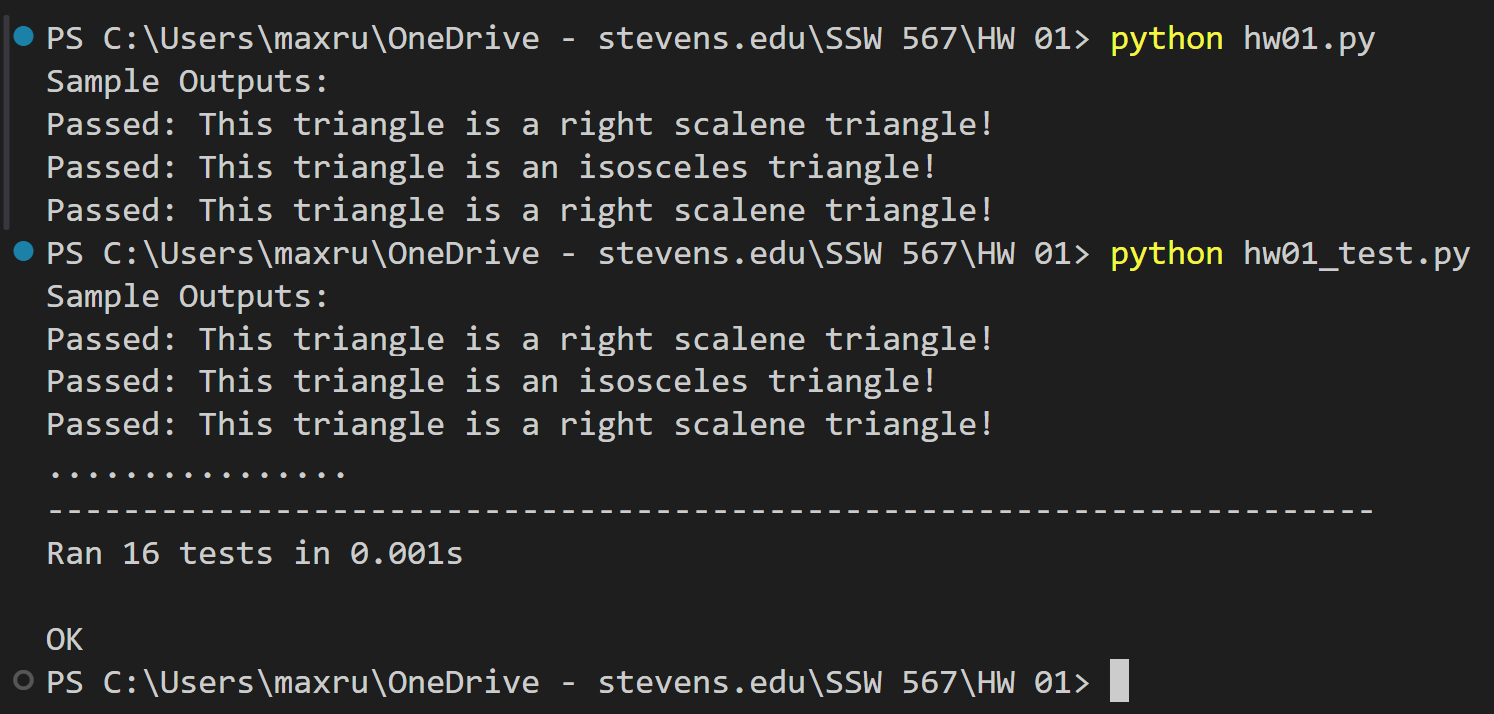 PS C:\Users\maxru\OneDrive - stevens.edu\SSW 567\HW 01> python hw01.py
Sample Outputs:
Passed: This triangle is a right scalene triangle!
Passed: This triangle is an isosceles triangle!
Passed: This triangle is a right scalene triangle!
PS C:\Users\maxru\OneDrive - stevens.edu\SSW 567\HW 01> python hw01_test.py
Sample Outputs:
Passed: This triangle is a right scalene triangle!
Passed: This triangle is an isosceles triangle!
Passed: This triangle is a right scalene triangle!
................
----------------------------------------------------------------------
Ran 16 tests in 0.001s
OK
PS C:\Users\maxru\OneDrive - stevens.edu\SSW 567\HW 01>